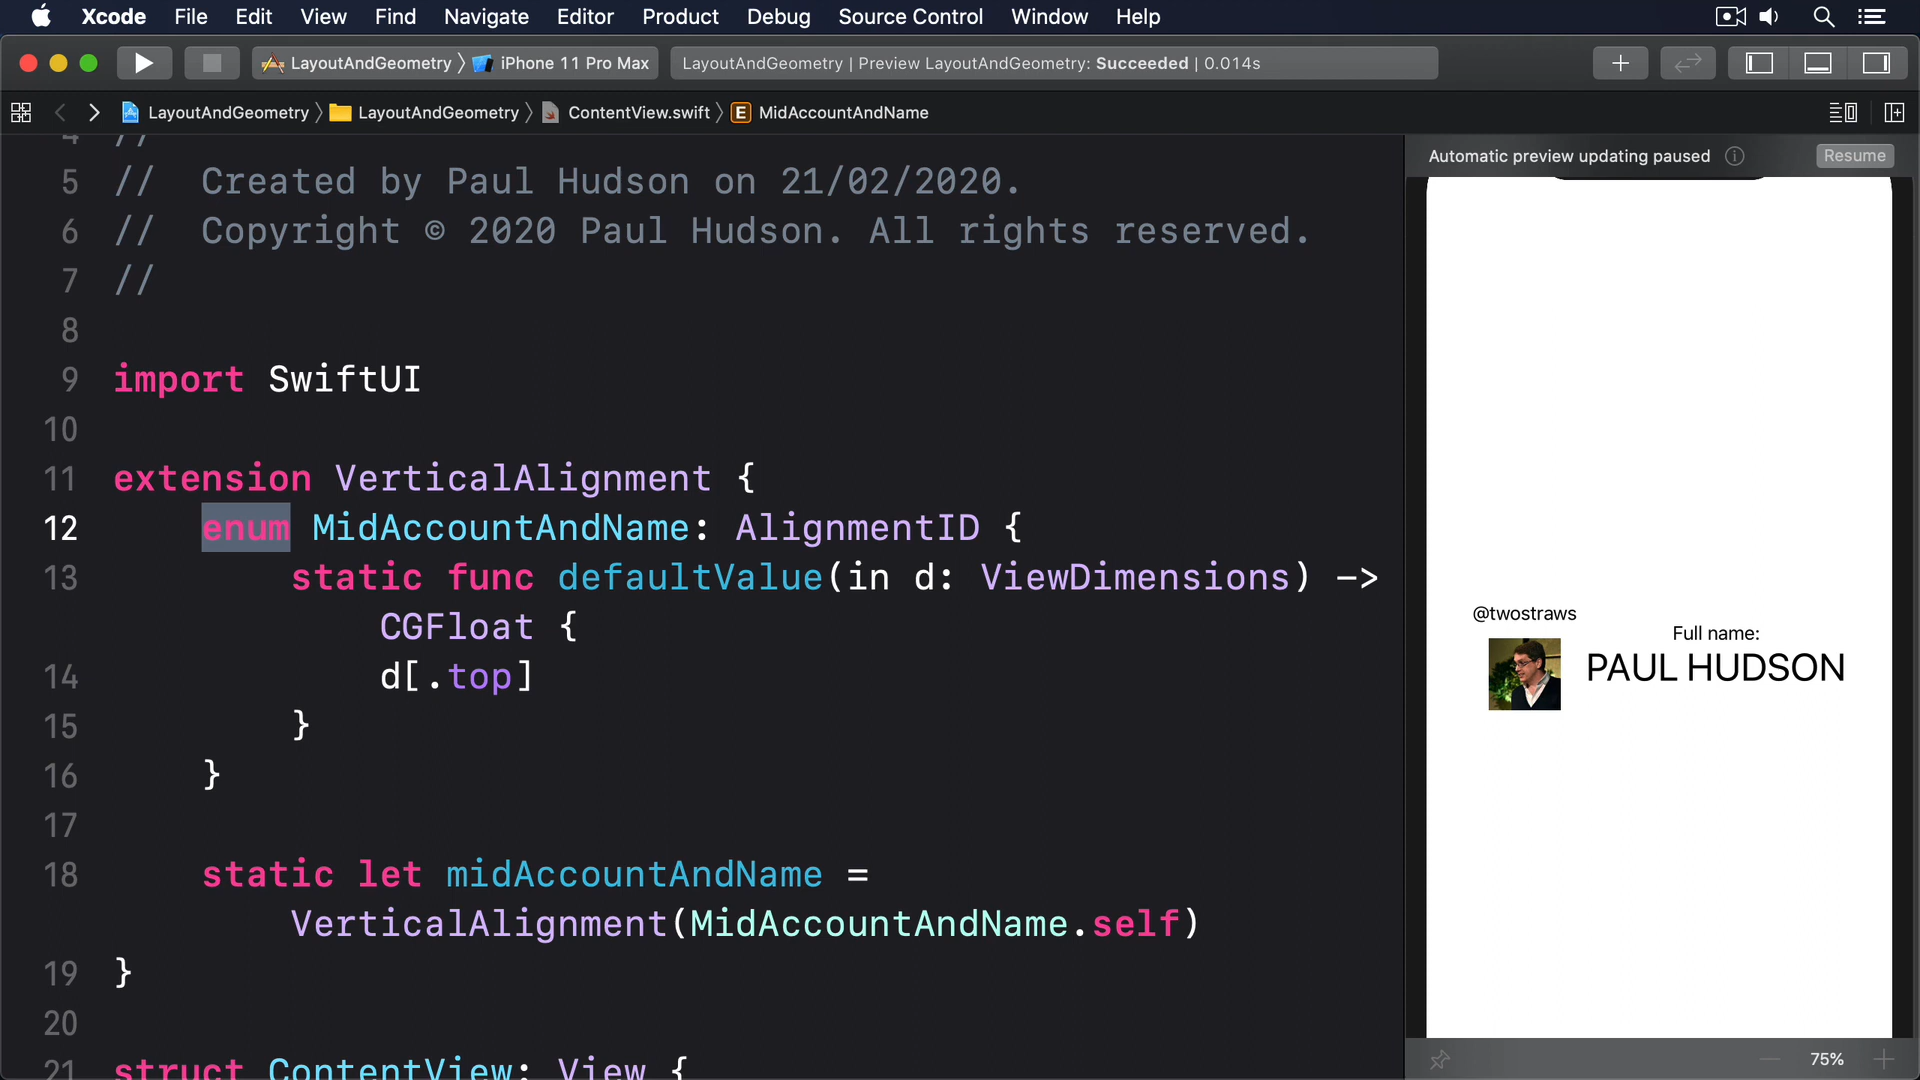 Xcode File Edit View Find Navigate Editor Product Debug Source Control Window Help
LayoutAndGeometry iPhone 11 Pro Max LayoutAndGeometry | Preview LayoutAndGeometry: Succeeded | 0.014s
LayoutAndGeometry LayoutAndGeometry ContentView.swift E MidAccountAndName
Automatic preview updating paused Resume
4 //
5 // Created by Paul Hudson on 21/02/2020.
6 // Copyright © 2020 Paul Hudson. All rights reserved.
7 //
8
9 import SwiftUI
10
11 extension VerticalAlignment {
12 enum MidAccountAndName: AlignmentID {
13 static func defaultValue(in d: ViewDimensions) ->
CGFloat {
14 d[.top]
15 }
16 }
17
18 static let midAccountAndName =
VerticalAlignment(MidAccountAndName.self)
19 }
20
21 struct ContentView: View {
@twostraws
Full name:
PAUL HUDSON
75%